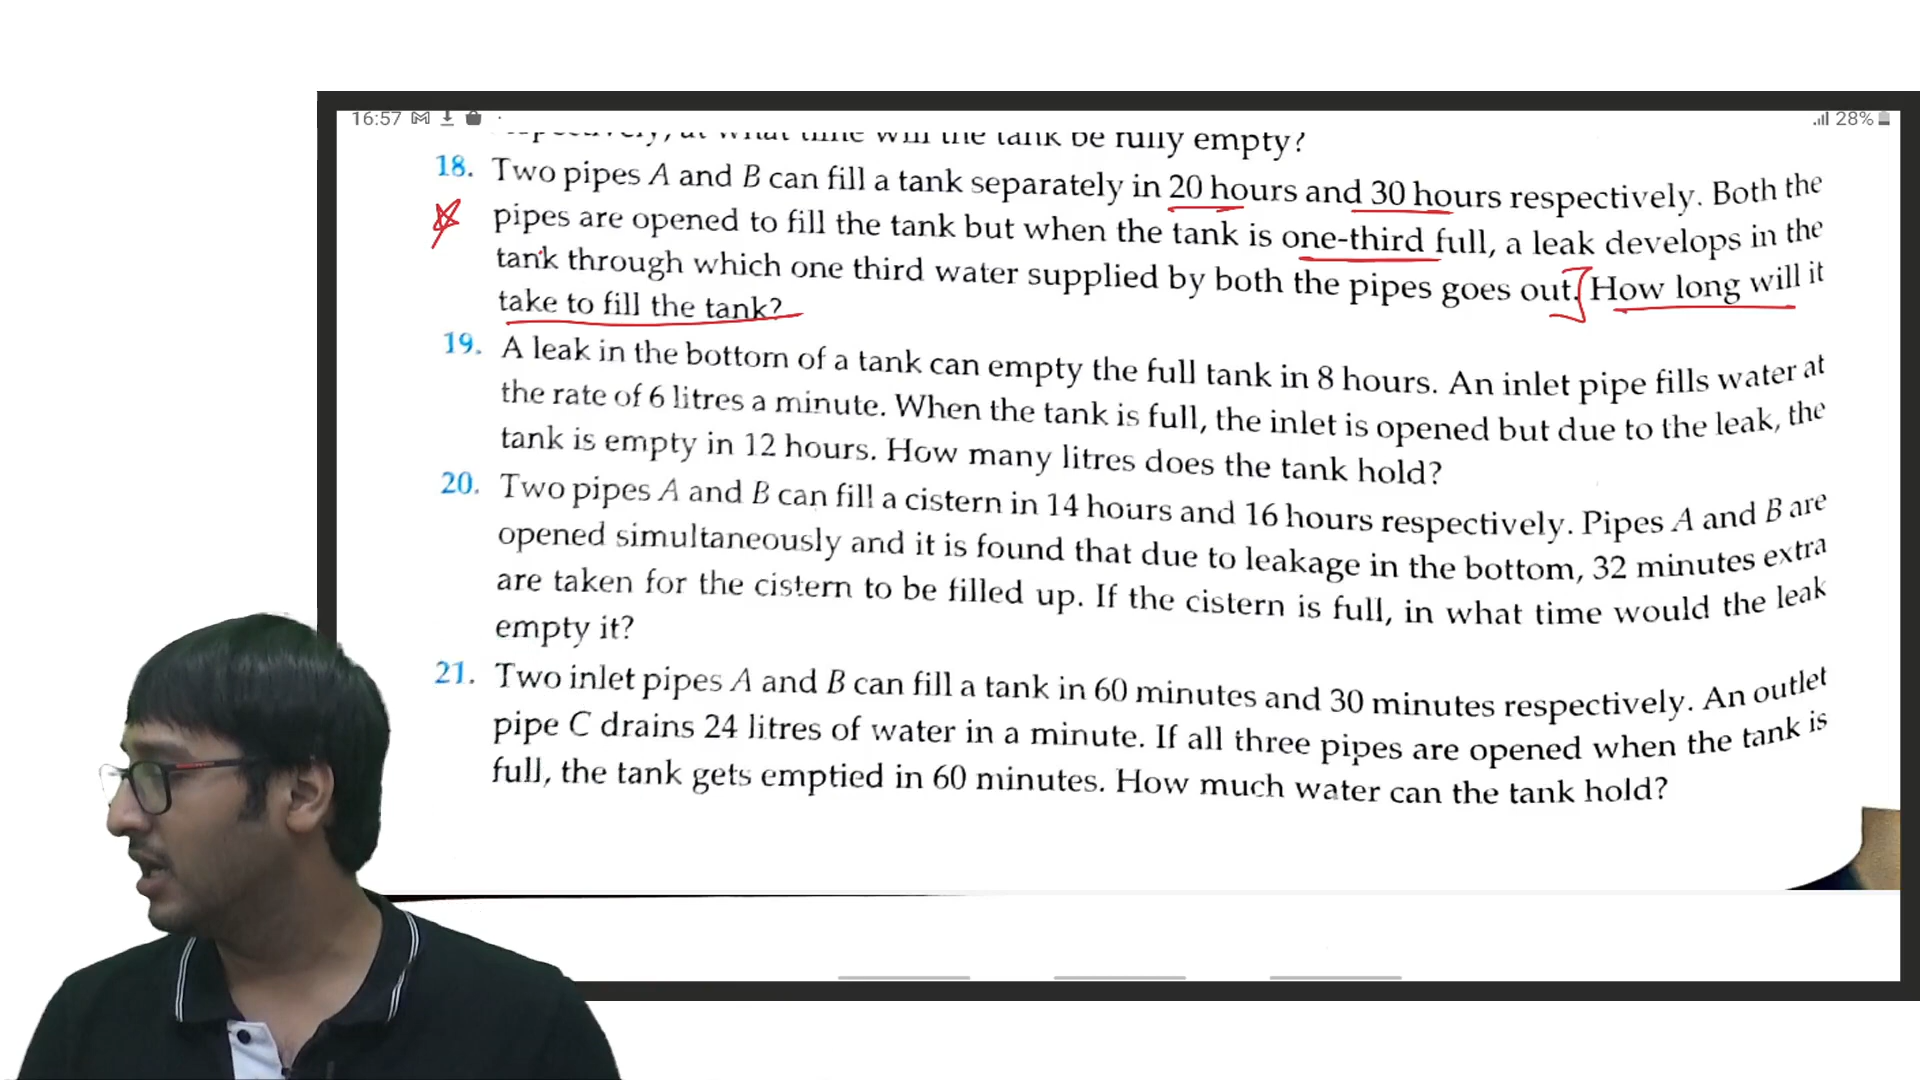 16:57
28%
will the tank be fully empty?
18. Two pipes A and B can fill a tank separately in 20 hours and 30 hours respectively. Both the
pipes are opened to fill the tank but when the tank is one-third full, a leak develops in the
tank through which one third water supplied by both the pipes goes out. How long will it
take to fill the tank?
19. A leak in the bottom of a tank can empty the full tank in 8 hours. An inlet pipe fills water at
the rate of 6 litres a minute. When the tank is full, the inlet is opened but due to the leak, the
tank is empty in 12 hours. How many litres does the tank hold?
20. Two pipes A and B can fill a cistern in 14 hours and 16 hours respectively. Pipes A and B are
opened simultaneously and it is found that due to leakage in the bottom, 32 minutes extra
are taken for the cistern to be filled up. If the cistern is full, in what time would the leak
empty it?
21. Two inlet pipes A and B can fill a tank in 60 minutes and 30 minutes respectively. An outlet
pipe C drains 24 litres of water in a minute. If all three pipes are opened when the tank is
full, the tank gets emptied in 60 minutes. How much water can the tank hold?